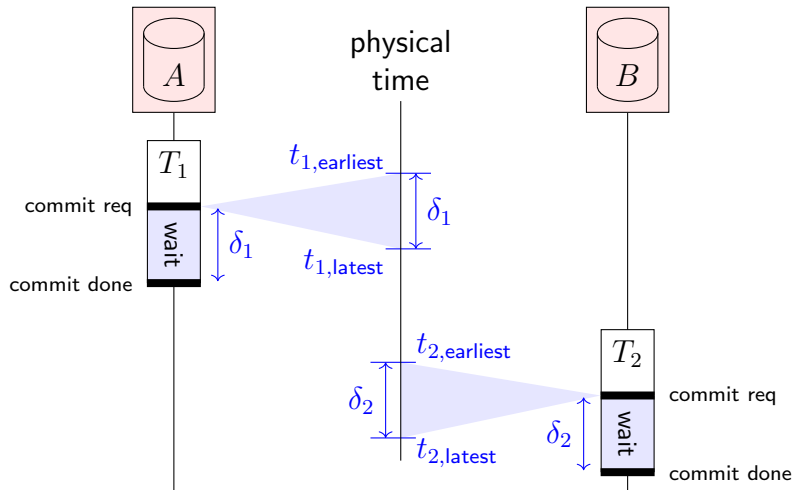 A
physical
time
B
T1
t1,earliest
commit req
wait
δ1
δ1
t1,latest
commit done
t2,earliest
T2
δ2
commit req
wait
δ2
t2,latest
commit done